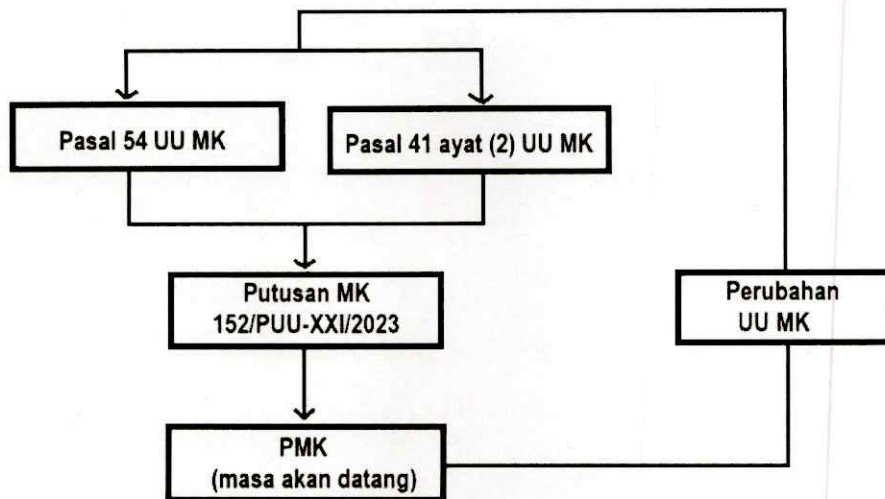 Pasal 54 UU MK
Pasal 41 ayat (2) UU MK
Putusan MK
152/PUU-XXI/2023
Perubahan
UU MK
PMK
(masa akan datang)